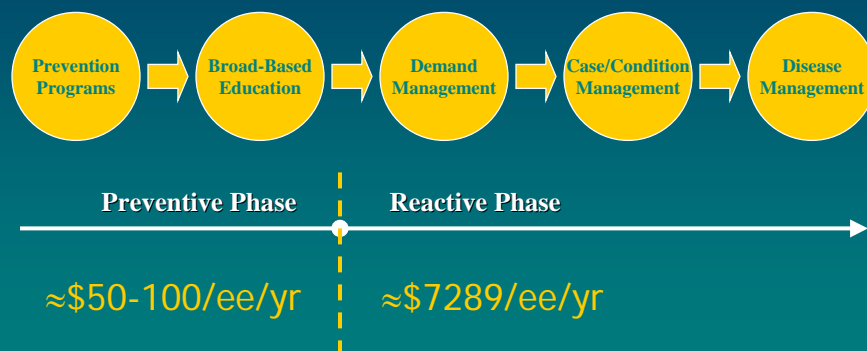 Prevention
Programs
Broad-Based
Education
Demand
Management
Case/Condition
Management
Disease
Management
Preventive Phase
Reactive Phase
≈$50-100/ee/yr
≈$7289/ee/yr